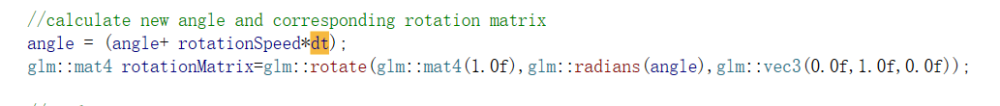 //calculate new angle and corresponding rotation matrix
angle = (angle+ rotationSpeed*dt);
glm::mat4 rotationMatrix=glm::rotate(glm::mat4(1.0f),glm::radians(angle),glm::vec3(0.0f,1.0f,0.0f));